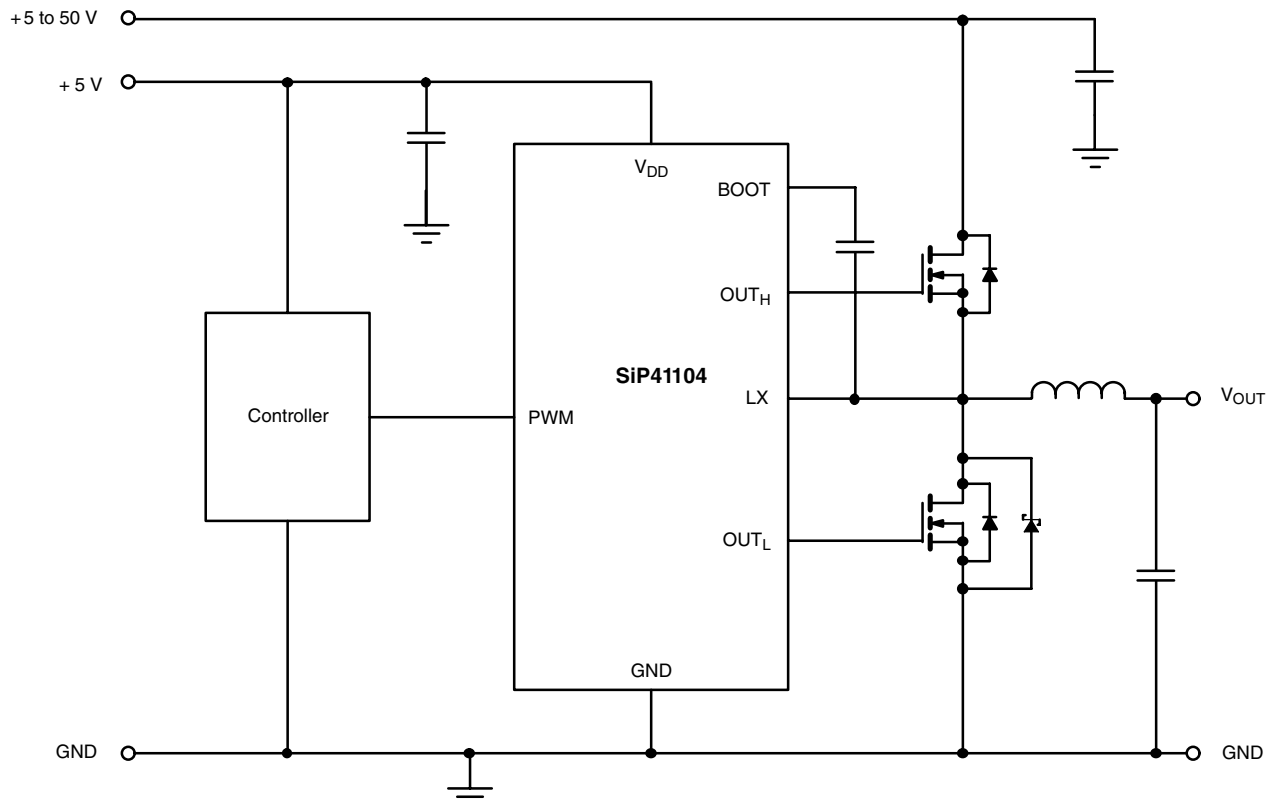 +5 to 50 V
+ 5 V
VDD
BOOT
OUTH
SiP41104
LX
VOUT
Controller
PWM
OUTL
GND
GND
GND